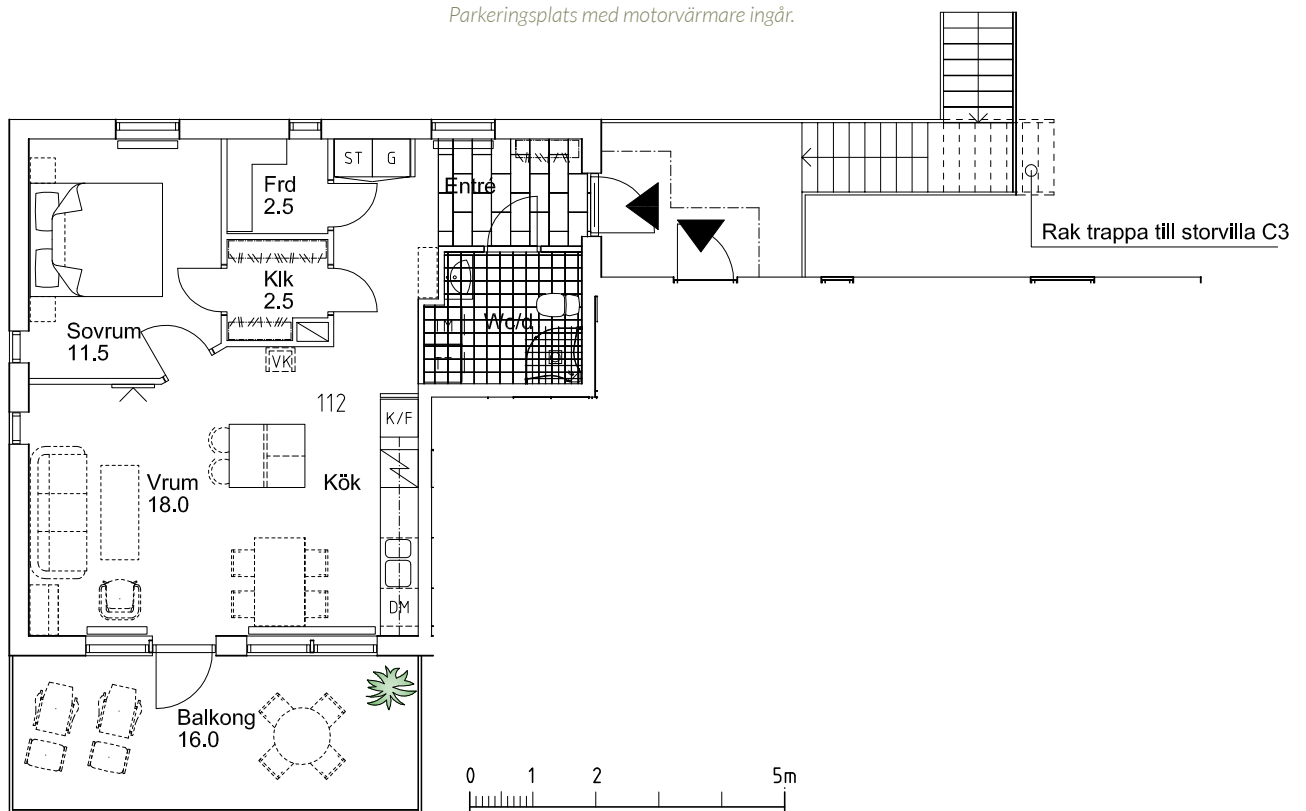 Parkeringsplats med motorvärmare ingår.
ST G
Frd
2.5
Entré
Rak trappa till storvilla C3
Klk
2.5
Sovrum
11.5
Wc/d
VK
112
K/F
Vrum
18.0
Kök
DM
Balkong
16.0
0 1 2 5m